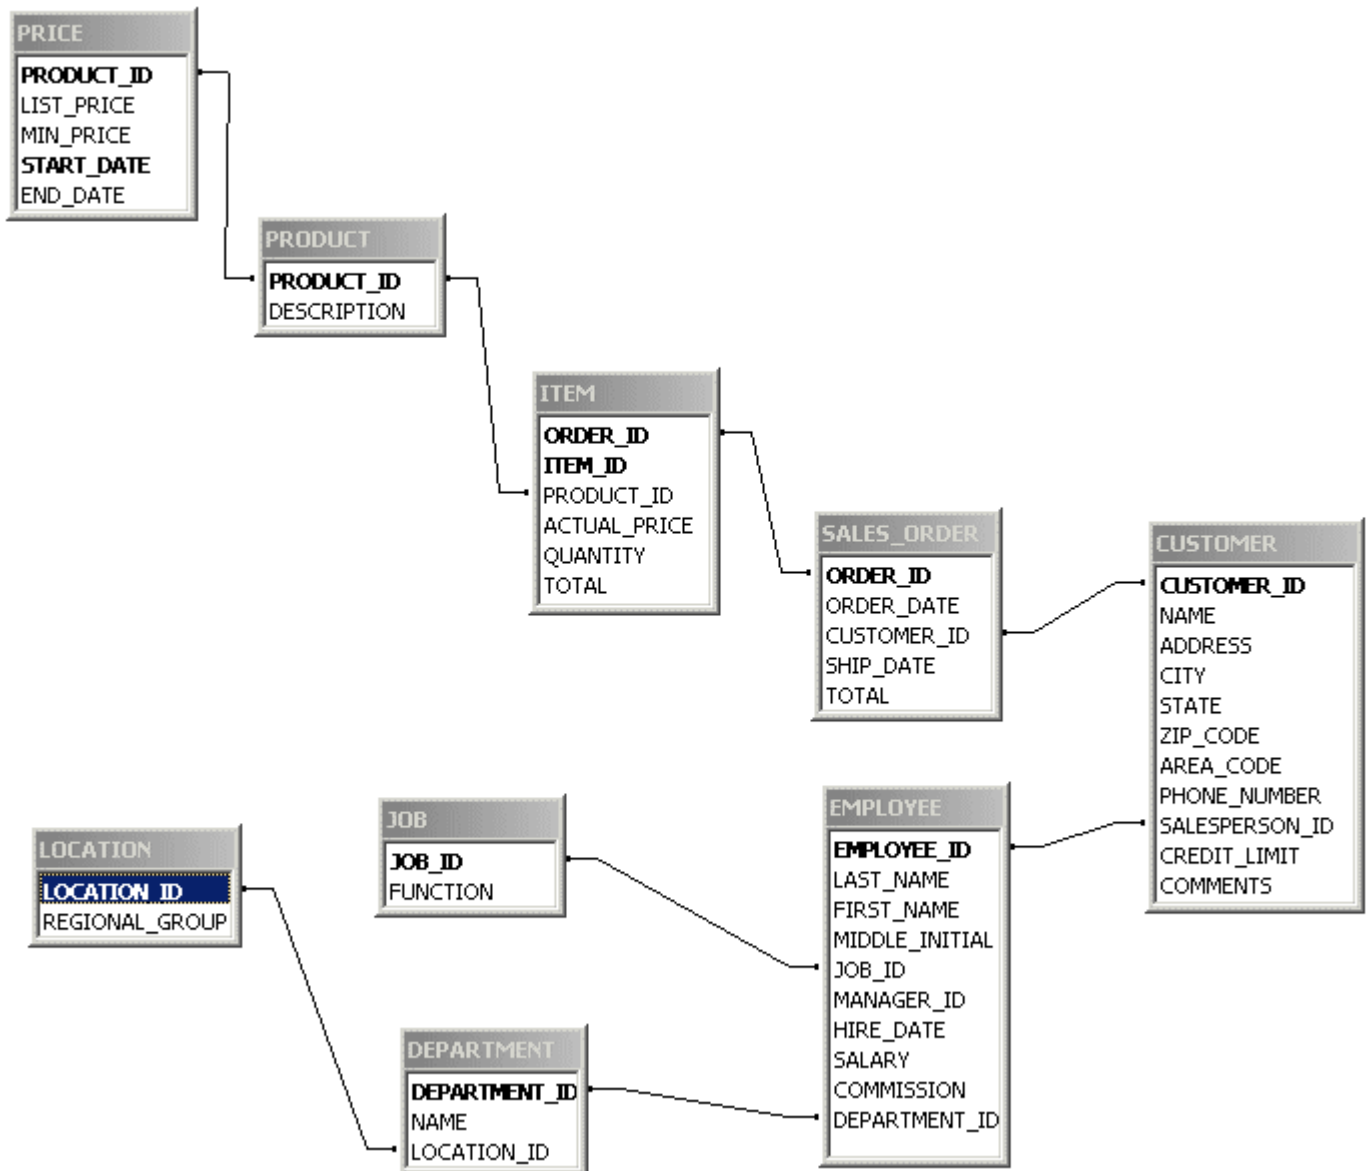 PRICE
PRODUCT_ID
LIST_PRICE
MIN_PRICE
START_DATE
END_DATE
PRODUCT
PRODUCT_ID
DESCRIPTION
ITEM
ORDER_ID
ITEM_ID
PRODUCT_ID
ACTUAL_PRICE
QUANTITY
TOTAL
SALES_ORDER
ORDER_ID
ORDER_DATE
CUSTOMER_ID
SHIP_DATE
TOTAL
CUSTOMER
CUSTOMER_ID
NAME
ADDRESS
CITY
STATE
ZIP_CODE
AREA_CODE
PHONE_NUMBER
SALESPERSON_ID
CREDIT_LIMIT
COMMENTS
LOCATION
LOCATION_ID
REGIONAL_GROUP
JOB
JOB_ID
FUNCTION
EMPLOYEE
EMPLOYEE_ID
LAST_NAME
FIRST_NAME
MIDDLE_INITIAL
JOB_ID
MANAGER_ID
HIRE_DATE
SALARY
COMMISSION
DEPARTMENT_ID
DEPARTMENT
DEPARTMENT_ID
NAME
LOCATION_ID